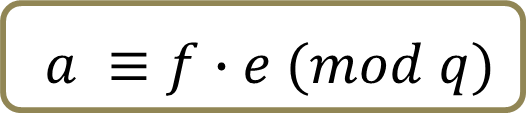 a ≡ f · e (mod q)